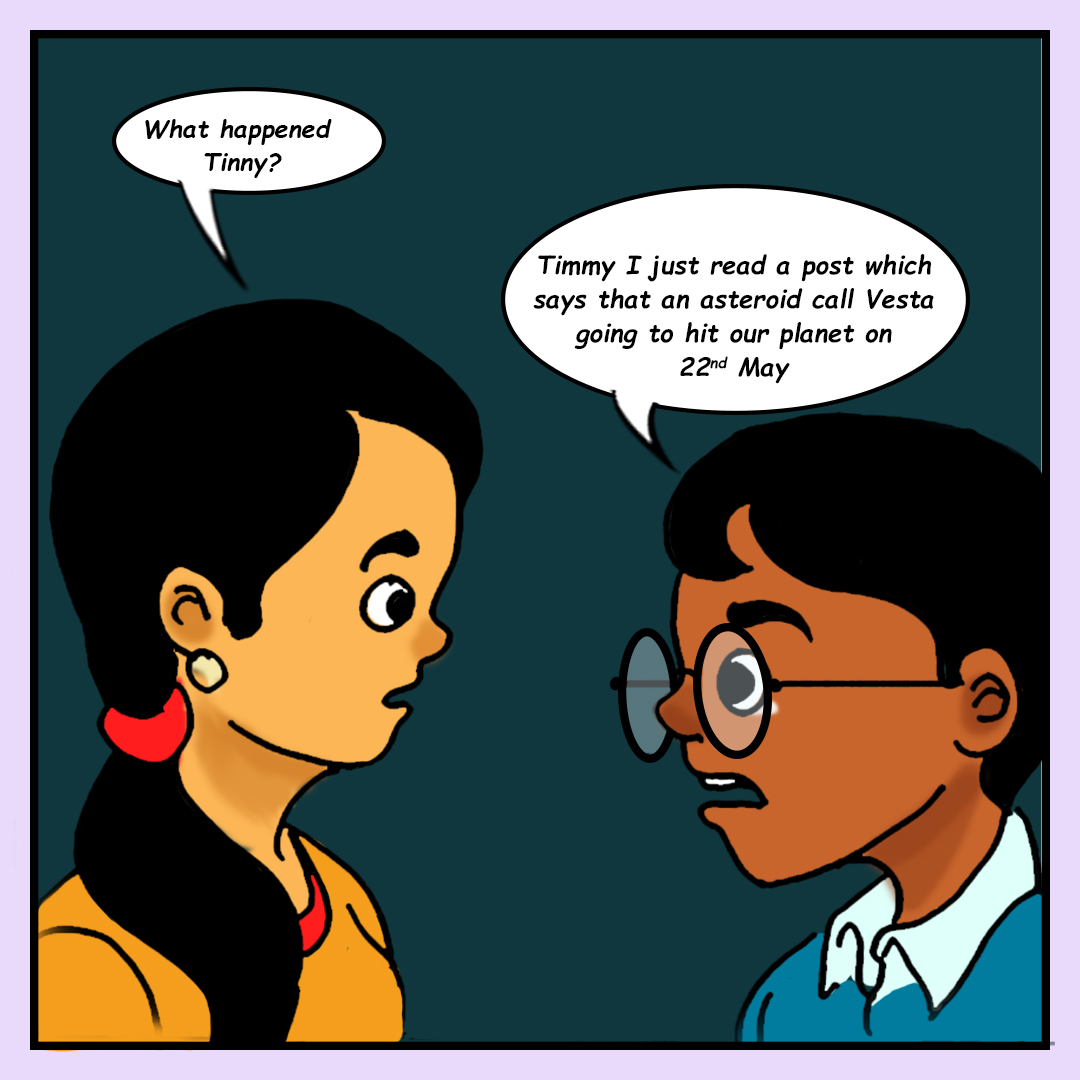 What happened
Tinny?
Timmy I just read a post which
says that an asteroid call Vesta
going to hit our planet on
22nd May